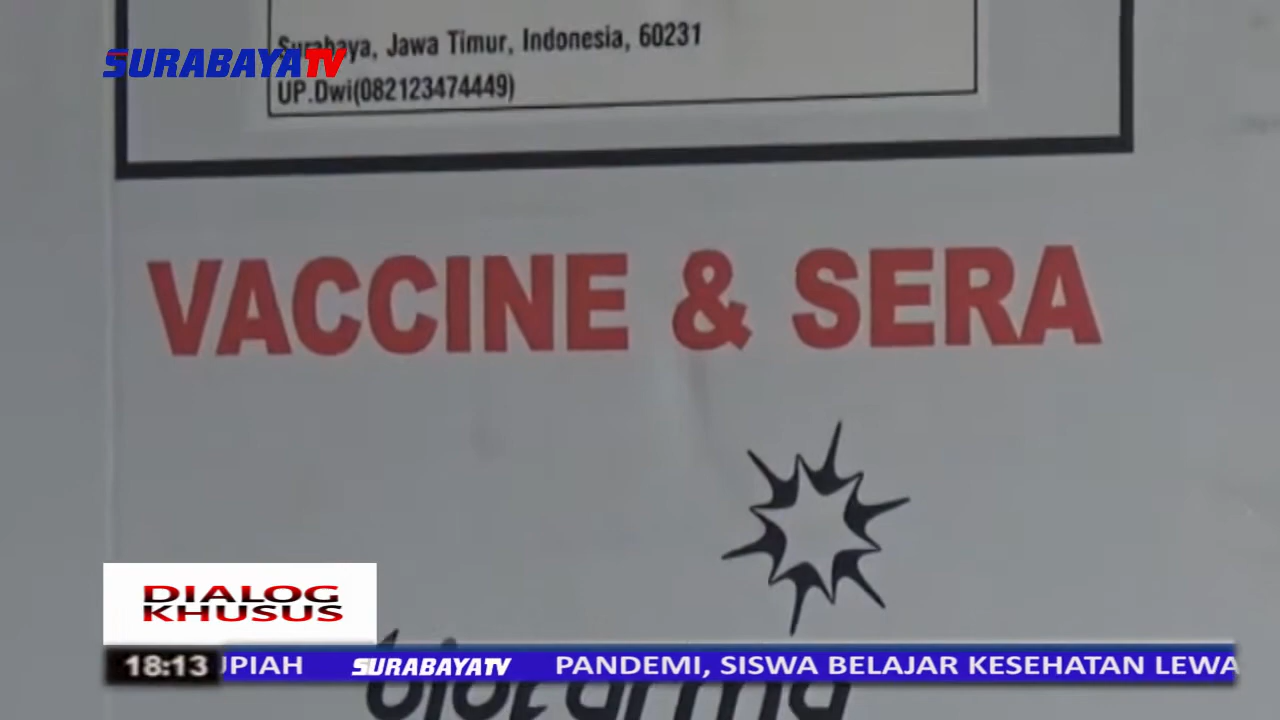 Surabaya, Jawa Timur, Indonesia, 60231
SURABAYATV
UP.Dwi(082123474449)
VACCINE & SERA
DIALOG
KHUSUS
biofarma
18:13 UPIAH SURABAYATV PANDEMI, SISWA BELAJAR KESEHATAN LEWA